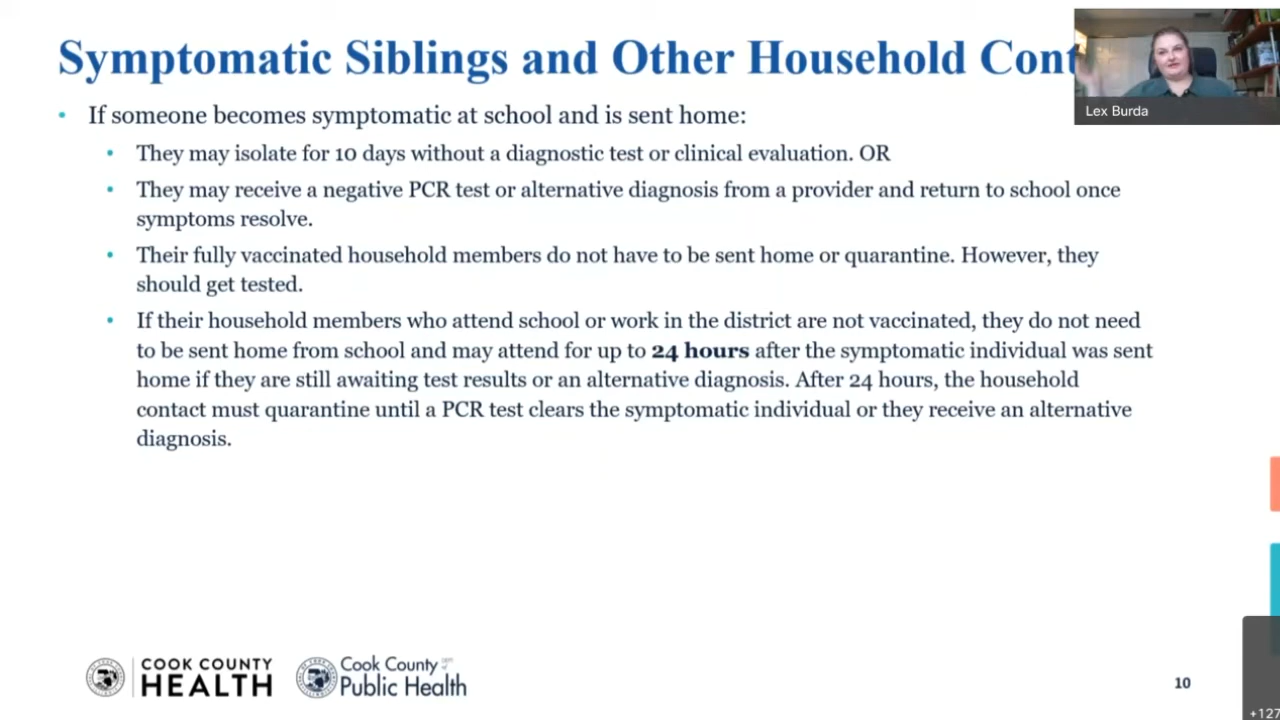 Symptomatic Siblings and Other Household Cont
Lex Burda
• If someone becomes symptomatic at school and is sent home:
• They may isolate for 10 days without a diagnostic test or clinical evaluation. OR
• They may receive a negative PCR test or alternative diagnosis from a provider and return to school once
symptoms resolve.
• Their fully vaccinated household members do not have to be sent home or quarantine. However, they
should get tested.
• If their household members who attend school or work in the district are not vaccinated, they do not need
to be sent home from school and may attend for up to 24 hours after the symptomatic individual was sent
home if they are still awaiting test results or an alternative diagnosis. After 24 hours, the household
contact must quarantine until a PCR test clears the symptomatic individual or they receive an alternative
diagnosis.
COOK COUNTY
HEALTH
Cook County
Public Health
10
+127